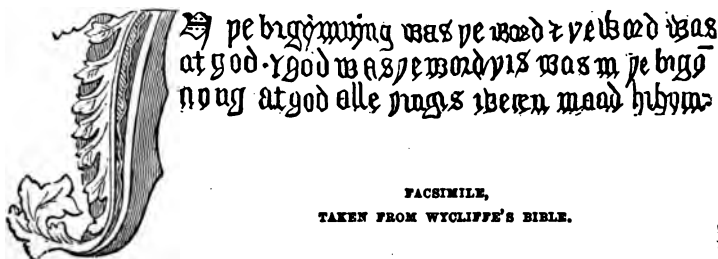 IN þe bigynnyng was þe word ⁊ þe word was
at god · ⁊ god was þe word þis was in þe bigȳ
nyng at god alle þingis weren maad bi hym:
FACSIMILE,
TAKEN FROM WYCLIFFE'S BIBLE.